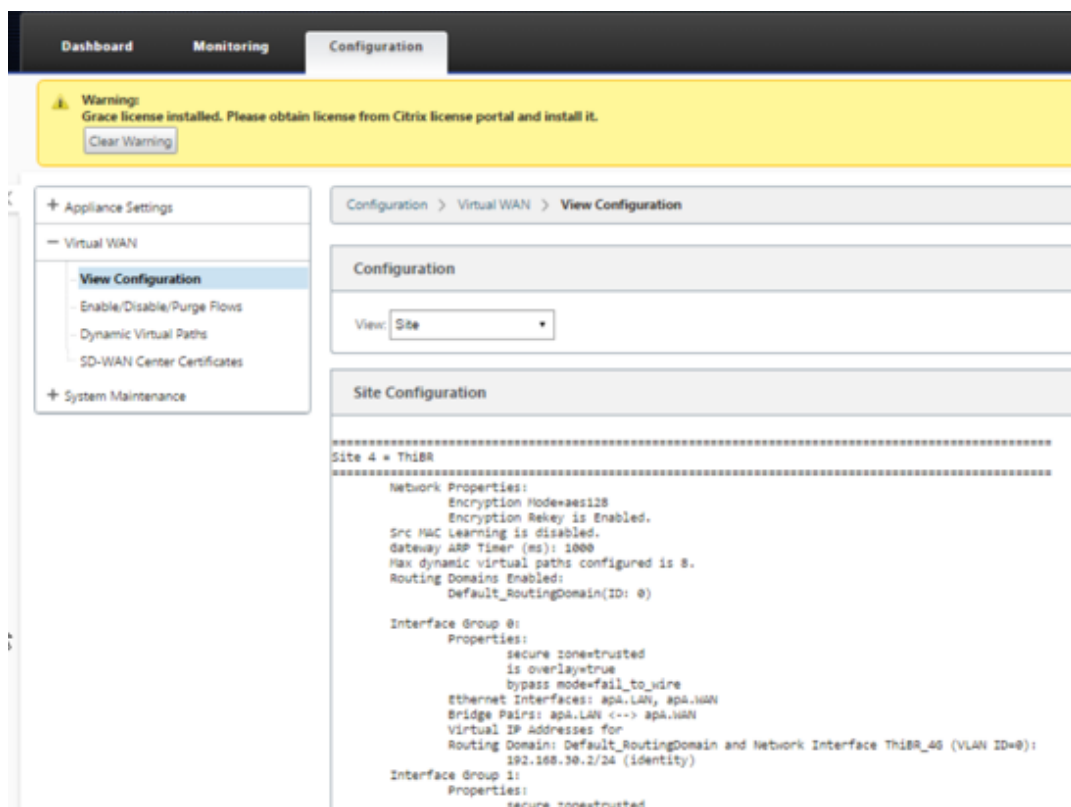 Dashboard Monitoring Configuration
Warning:
Grace license installed. Please obtain license from Citrix license portal and install it.
Clear Warning
+ Appliance Settings
− Virtual WAN
View Configuration
Enable/Disable/Purge Flows
Dynamic Virtual Paths
SD-WAN Center Certificates
+ System Maintenance
Configuration > Virtual WAN > View Configuration
Configuration
View: Site
Site Configuration
====================================================================================================
Site 4 = ThiBR
====================================================================================================
Network Properties:
Encryption Mode=aes128
Encryption Rekey is Enabled.
Src MAC Learning is disabled.
Gateway ARP Timer (ms): 1000
Max dynamic virtual paths configured is 8.
Routing Domains Enabled:
Default_RoutingDomain(ID: 0)
Interface Group 0:
Properties:
secure zone=trusted
is overlay=true
bypass mode=fail_to_wire
Ethernet Interfaces: apA.LAN, apA.WAN
Bridge Pairs: apA.LAN <--> apA.WAN
Virtual IP Addresses for
Routing Domain: Default_RoutingDomain and Network Interface ThiBR_4G (VLAN ID=0):
192.168.30.2/24 (identity)
Interface Group 1:
Properties:
secure zone=trusted